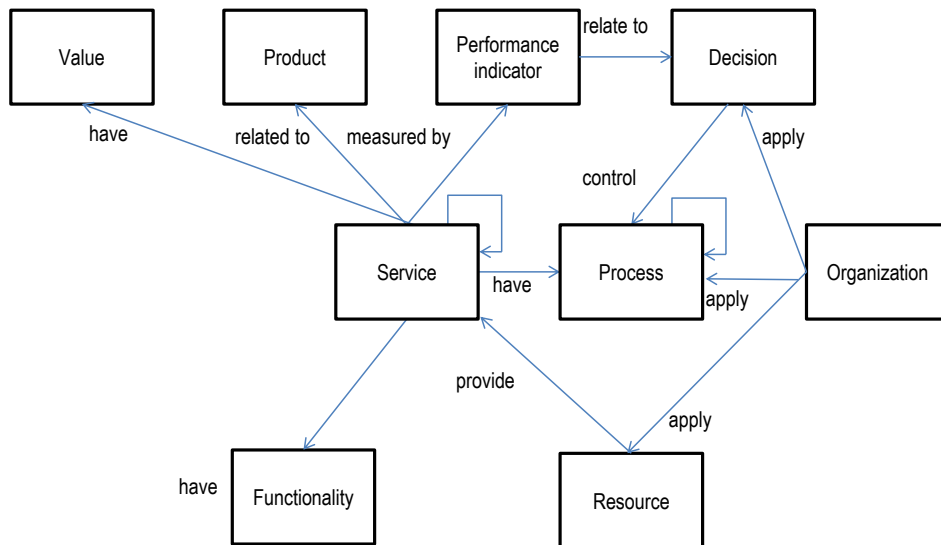 Value
Product
Performance
indicator
relate to
Decision
have
related to
measured by
apply
control
Service
have
Process
apply
Organization
provide
apply
have
Functionality
Resource